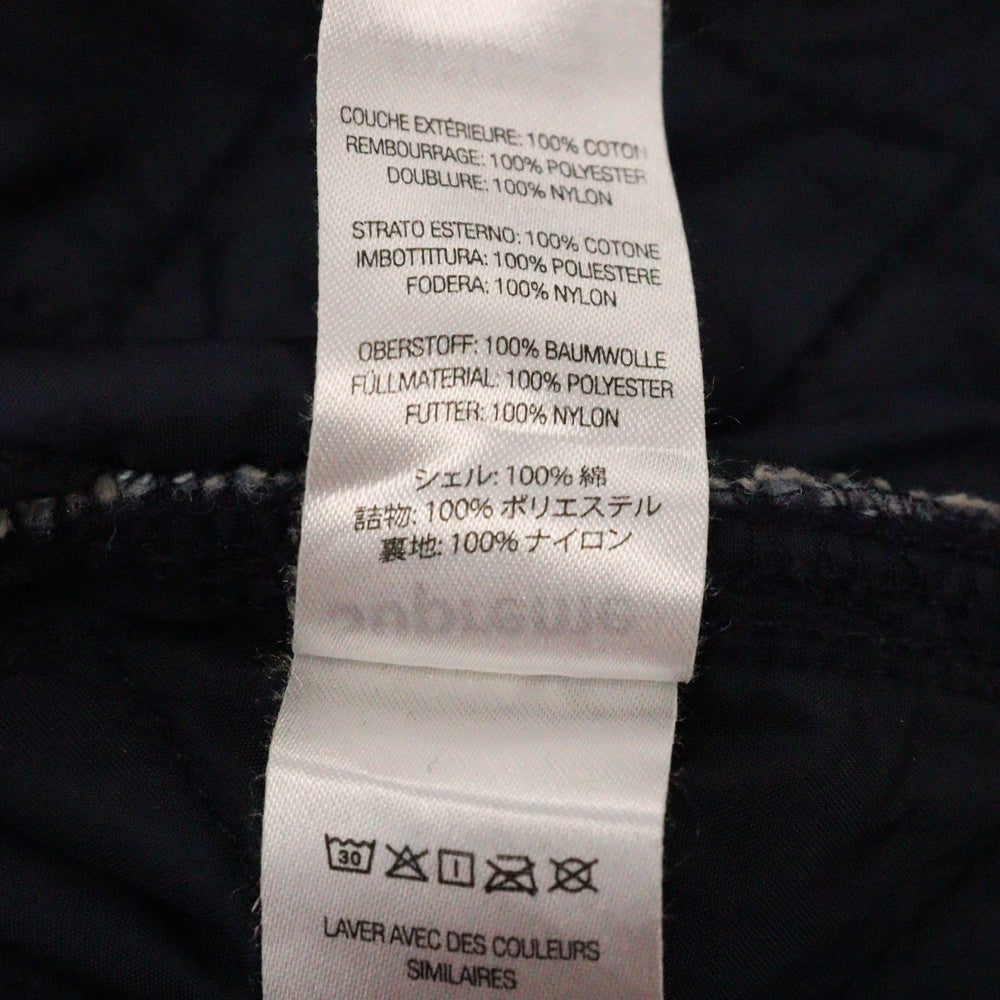 COUCHE EXTÉRIEURE: 100% COTON
REMBOURRAGE: 100% POLYESTER
DOUBLURE: 100% NYLON
STRATO ESTERNO: 100% COTONE
IMBOTTITURA: 100% POLIESTERE
FODERA: 100% NYLON
OBERSTOFF: 100% BAUMWOLLE
FÜLLMATERIAL: 100% POLYESTER
FUTTER: 100% NYLON
シェル: 100% 綿
詰物: 100% ポリエステル
裏地: 100% ナイロン
30
LAVER AVEC DES COULEURS
SIMILAIRES